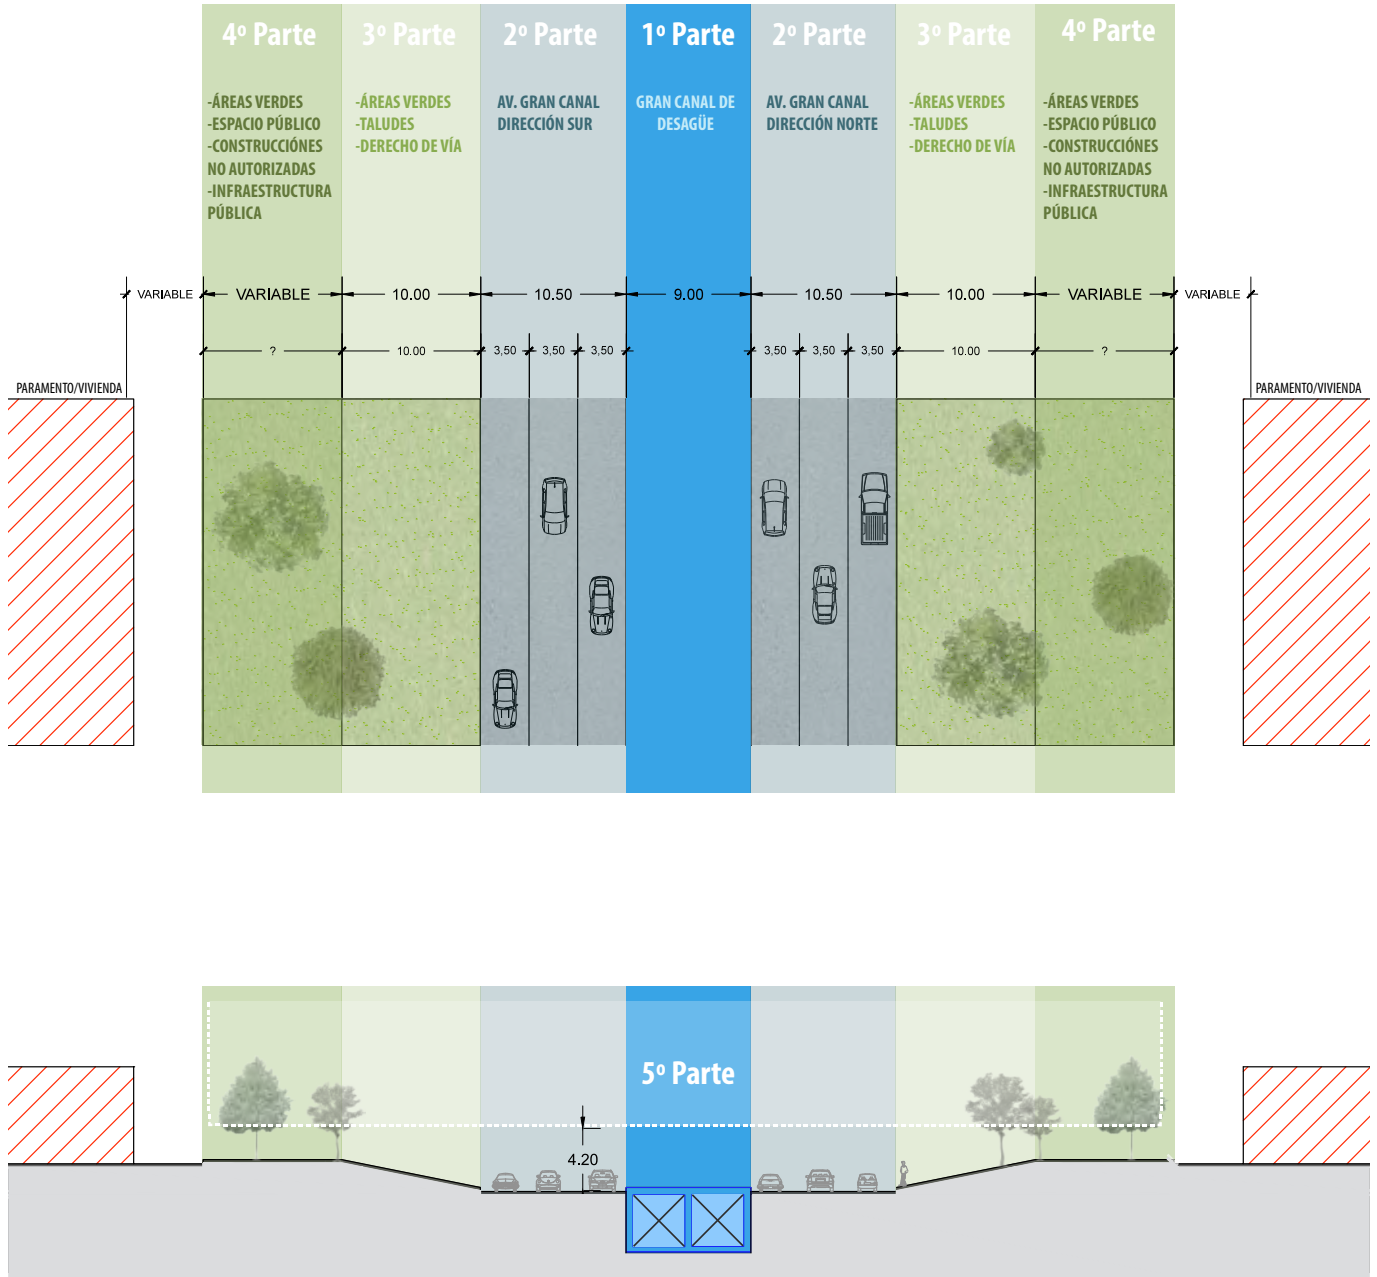 4º Parte
3º Parte
2º Parte
1º Parte
2º Parte
3º Parte
4º Parte
-ÁREAS VERDES
-ESPACIO PÚBLICO
-CONSTRUCCIÓNES
NO AUTORIZADAS
-INFRAESTRUCTURA
PÚBLICA
-ÁREAS VERDES
-TALUDES
-DERECHO DE VÍA
AV. GRAN CANAL
DIRECCIÓN SUR
GRAN CANAL DE
DESAGÜE
AV. GRAN CANAL
DIRECCIÓN NORTE
-ÁREAS VERDES
-TALUDES
-DERECHO DE VÍA
-ÁREAS VERDES
-ESPACIO PÚBLICO
-CONSTRUCCIÓNES
NO AUTORIZADAS
-INFRAESTRUCTURA
PÚBLICA
VARIABLE
VARIABLE
10.00
10.50
9.00
10.50
10.00
VARIABLE
VARIABLE
?
10.00
3,50
3,50
3,50
3,50
3,50
3,50
10.00
?
PARAMENTO/VIVIENDA
PARAMENTO/VIVIENDA
5º Parte
4.20